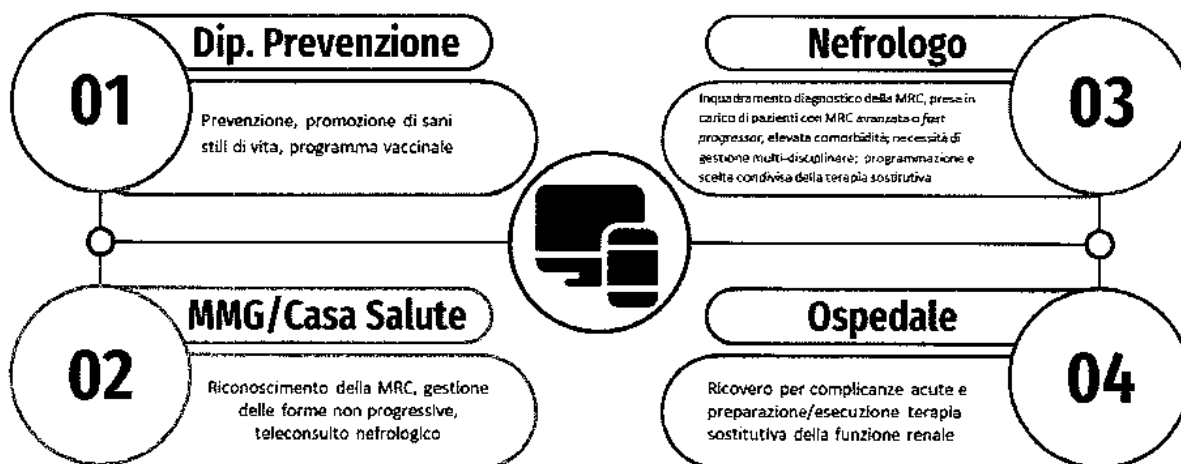 01
Dip. Prevenzione
Prevenzione, promozione di sani
stili di vita, programma vaccinale
02
MMG/Casa Salute
Riconoscimento della MRC, gestione
delle forme non progressive,
teleconsulto nefrologico
03
Nefrologo
Inquadramento diagnostico della MRC, presa in
carico di pazienti con MRC avanzata o fast
progressor, elevata comorbidità; necessità di
gestione multi-disciplinare; programmazione e
scelta condivisa della terapia sostitutiva
04
Ospedale
Ricovero per complicanze acute e
preparazione/esecuzione terapia
sostitutiva della funzione renale